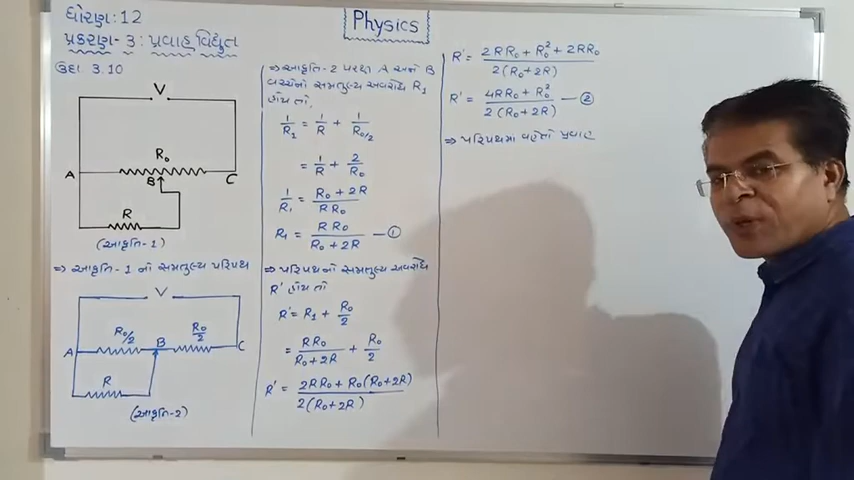 ધોરણ: 12
Physics
પ્રકરણ-3: પ્રવાહ વિદ્યુત
ઉદા 3.10
V
R₀
A
B
C
R
(આકૃતિ-1)
⇒ આકૃતિ-1 નો સમતુલ્ય પરિપથ
V
R₀/2
B
R₀/2
A
C
R
(આકૃતિ-2)
⇒ આકૃતિ-2 પરથી A અને B
વચ્ચેનો સમતુલ્ય અવરોધ R₁
હોય તો,
1/R₁ = 1/R + 1/R₀/2
= 1/R + 2/R₀
1/R₁ = R₀+2R / RR₀
R₁ = RR₀ / R₀+2R —①
⇒ પરિપથનો સમતુલ્ય અવરોધ
R' હોય તો
R' = R₁ + R₀/2
= RR₀ / R₀+2R + R₀/2
R' = 2RR₀ + R₀(R₀+2R) / 2(R₀+2R)
R' = 2RR₀ + R₀² + 2RR₀ / 2(R₀+2R)
R' = 4RR₀ + R₀² / 2(R₀+2R) —②
⇒ પરિપથમાં વહેતો પ્રવાહ